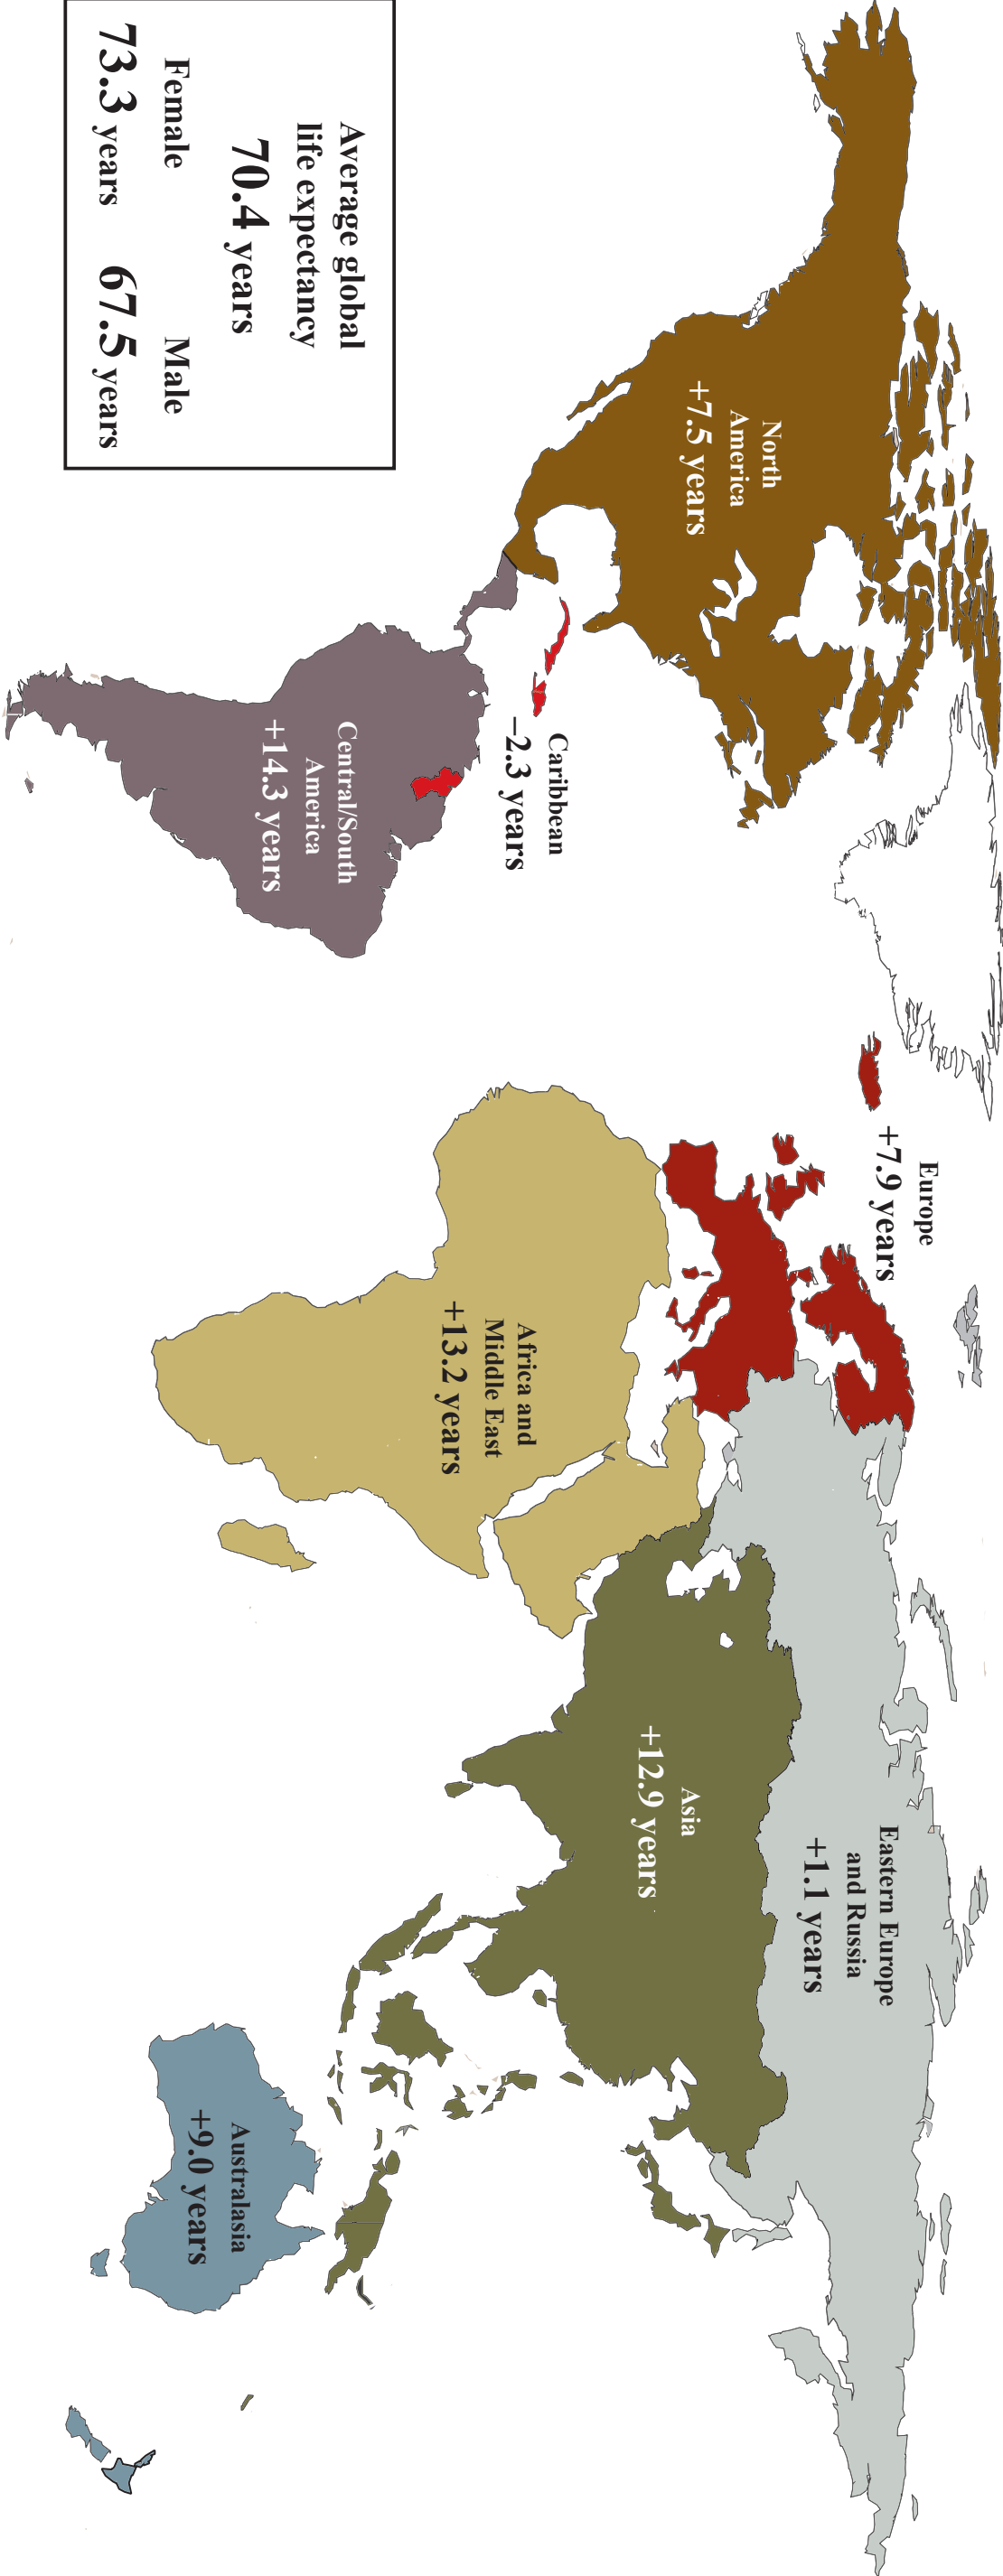 North
America
+7.5 years
Caribbean
−2.3 years
Central/South
America
+14.3 years
Europe
+7.9 years
Africa and
Middle East
+13.2 years
Eastern Europe
and Russia
+1.1 years
Asia
+12.9 years
Australasia
+9.0 years
Average global
life expectancy
70.4 years
Female Male
73.3 years 67.5 years